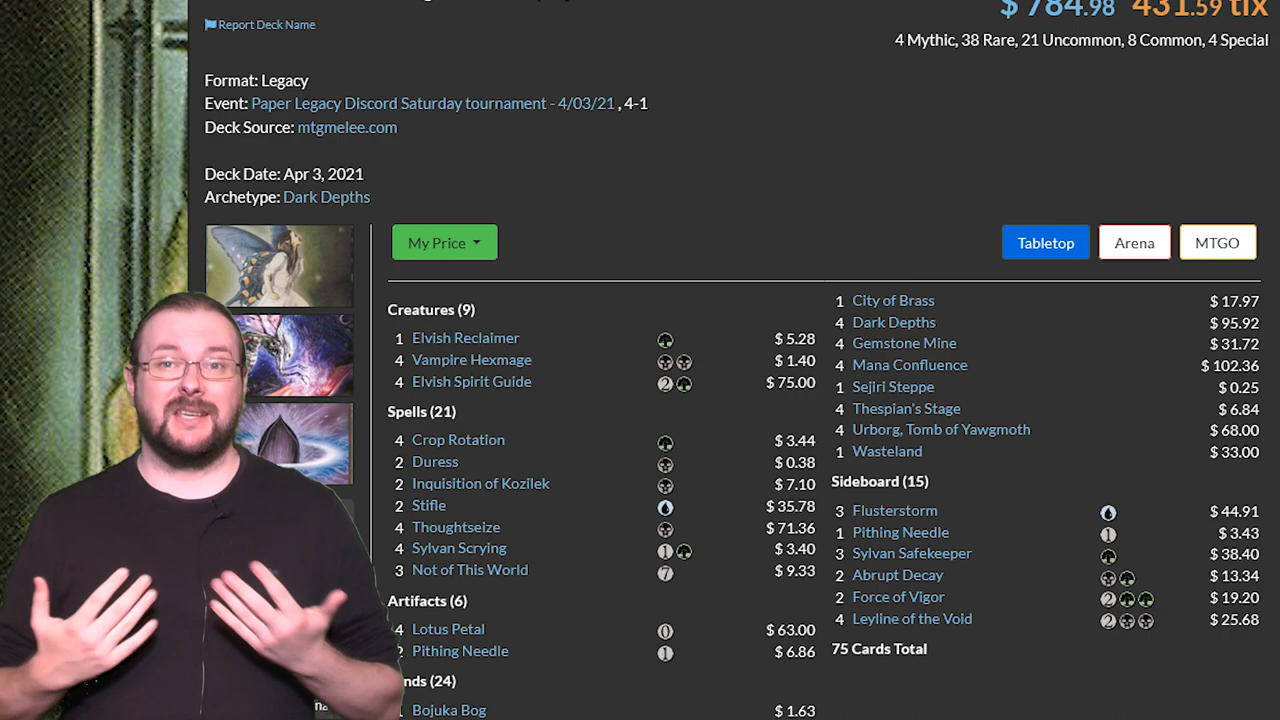 $ 784.98 431.59 tix
Report Deck Name
4 Mythic, 38 Rare, 21 Uncommon, 8 Common, 4 Special
Format: Legacy
Event: Paper Legacy Discord Saturday tournament - 4/03/21 , 4-1
Deck Source: mtgmelee.com
Deck Date: Apr 3, 2021
Archetype: Dark Depths
My Price
Tabletop
Arena
MTGO
Creatures (9)
1 Elvish Reclaimer $ 5.28
4 Vampire Hexmage $ 1.40
4 Elvish Spirit Guide 2 $ 75.00
Spells (21)
4 Crop Rotation $ 3.44
2 Duress $ 0.38
2 Inquisition of Kozilek $ 7.10
2 Stifle $ 35.78
4 Thoughtseize $ 71.36
4 Sylvan Scrying 1 $ 3.40
3 Not of This World 7 $ 9.33
Artifacts (6)
4 Lotus Petal 0 $ 63.00
2 Pithing Needle 1 $ 6.86
nds (24)
1 Bojuka Bog $ 1.63
1 City of Brass $ 17.97
4 Dark Depths $ 95.92
4 Gemstone Mine $ 31.72
4 Mana Confluence $ 102.36
1 Sejiri Steppe $ 0.25
4 Thespian's Stage $ 6.84
4 Urborg, Tomb of Yawgmoth $ 68.00
1 Wasteland $ 33.00
Sideboard (15)
3 Flusterstorm $ 44.91
1 Pithing Needle 1 $ 3.43
3 Sylvan Safekeeper $ 38.40
2 Abrupt Decay $ 13.34
2 Force of Vigor 2 $ 19.20
4 Leyline of the Void 2 $ 25.68
75 Cards Total